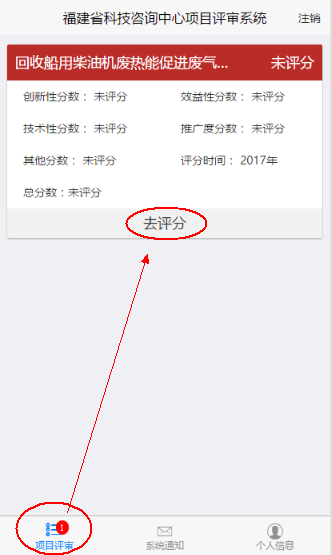 福建省科技咨询中心项目评审系统 注销
回收船用柴油机废热能促进废气... 未评分
创新性分数： 未评分 效益性分数： 未评分
技术性分数： 未评分 推广度分数： 未评分
其他分数： 未评分 评分时间： 2017年
总分数：未评分
去评分
1
项目评审 系统通知 个人信息